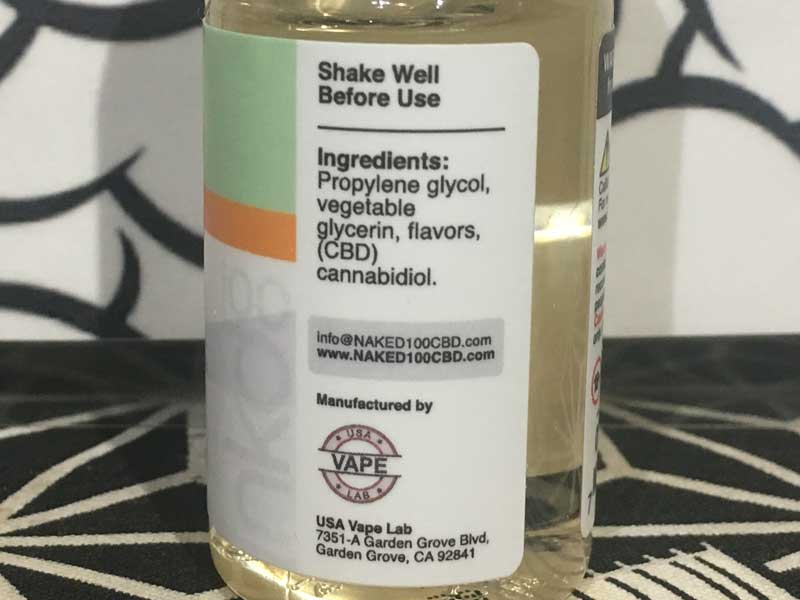 Shake Well
Before Use
Ingredients:
Propylene glycol,
vegetable
glycerin, flavors,
(CBD)
cannabidiol.
info@NAKED100CBD.com
www.NAKED100CBD.com
Manufactured by
USA
VAPE
LAB
USA Vape Lab
7351-A Garden Grove Blvd,
Garden Grove, CA 92841